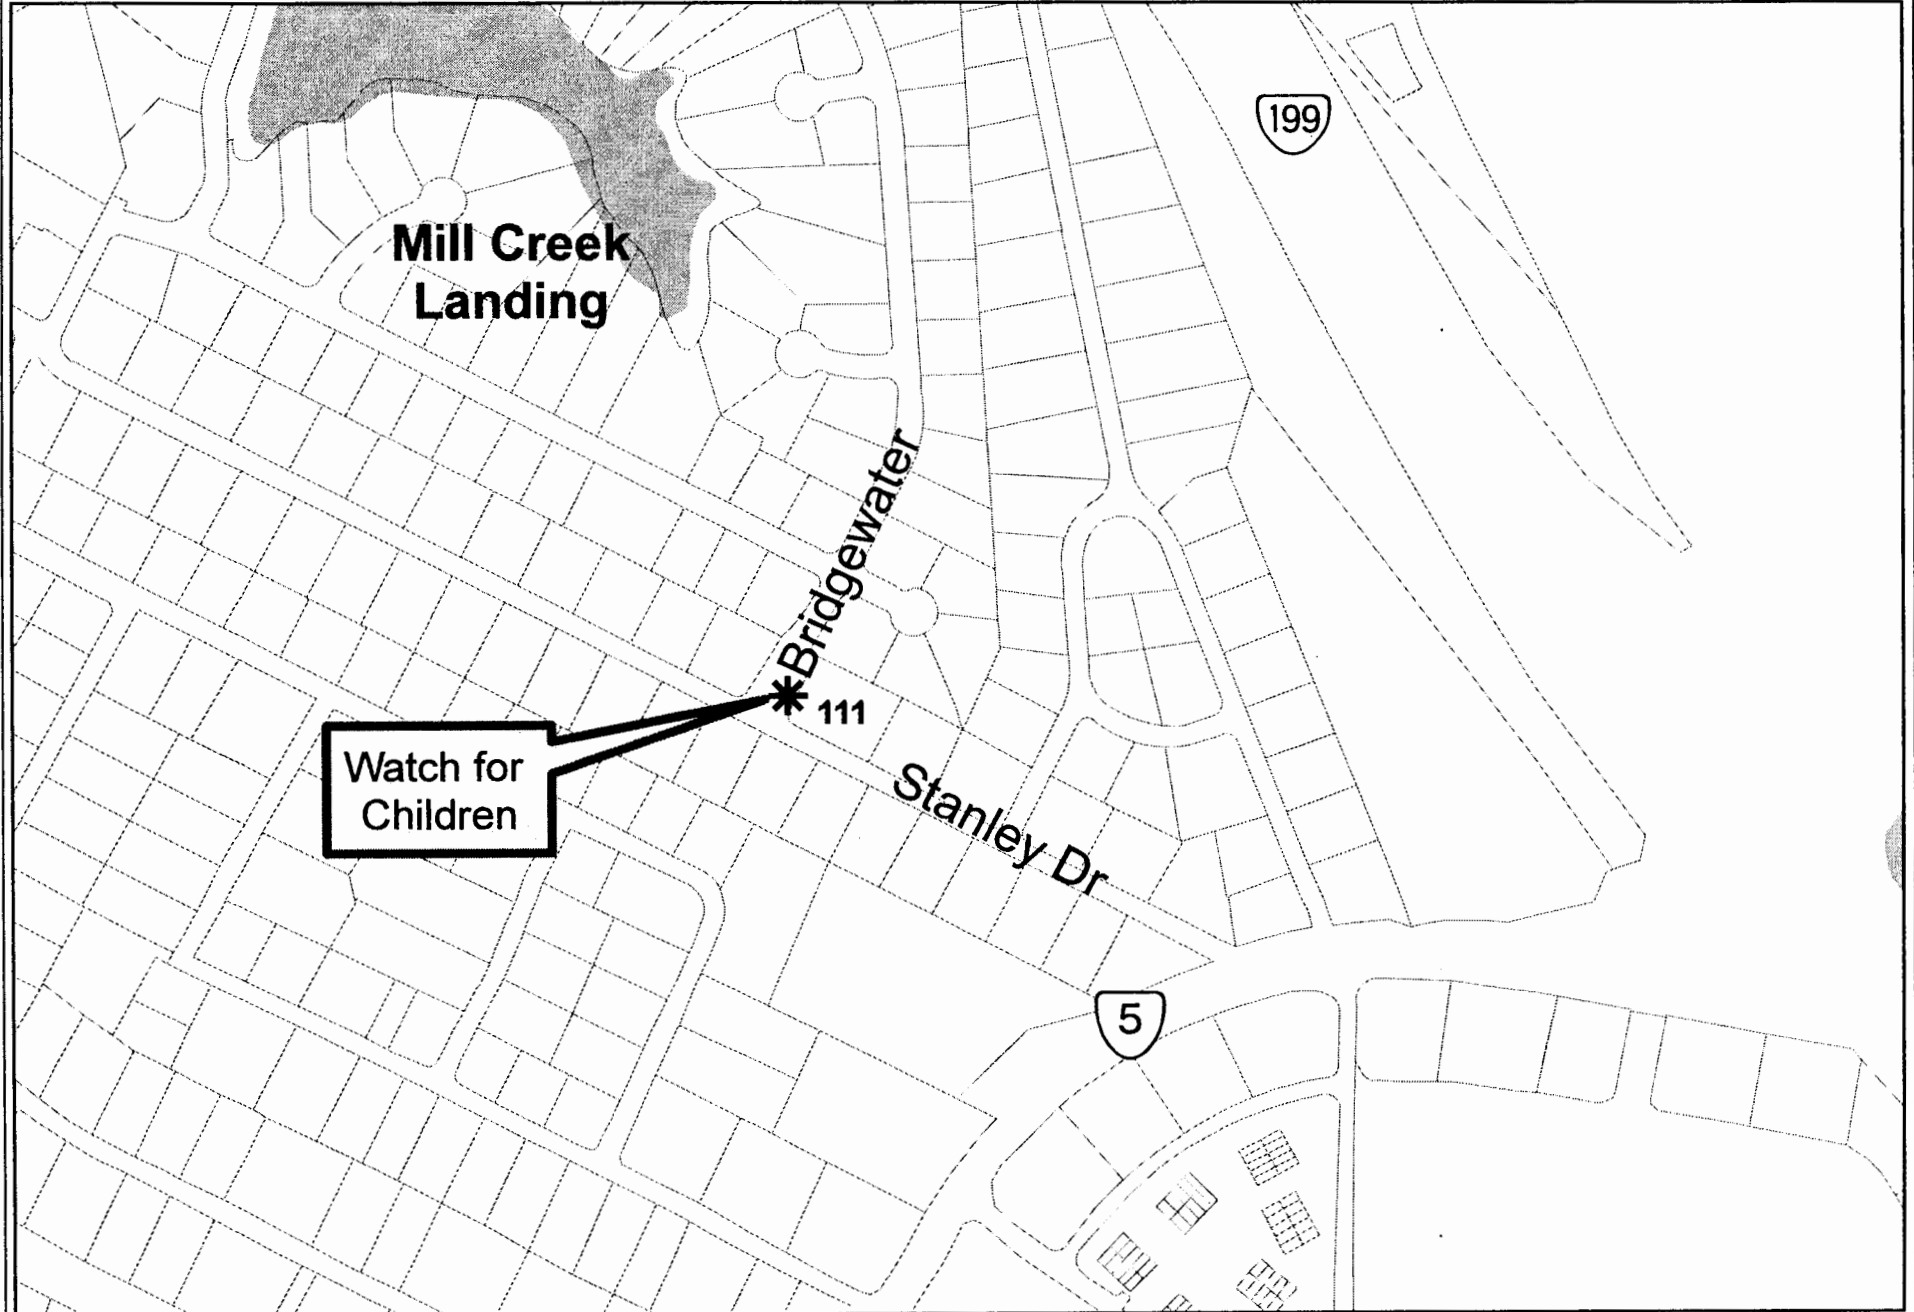 199
Mill Creek
Landing
Bridgewater
111
Watch for
Children
Stanley Dr
5